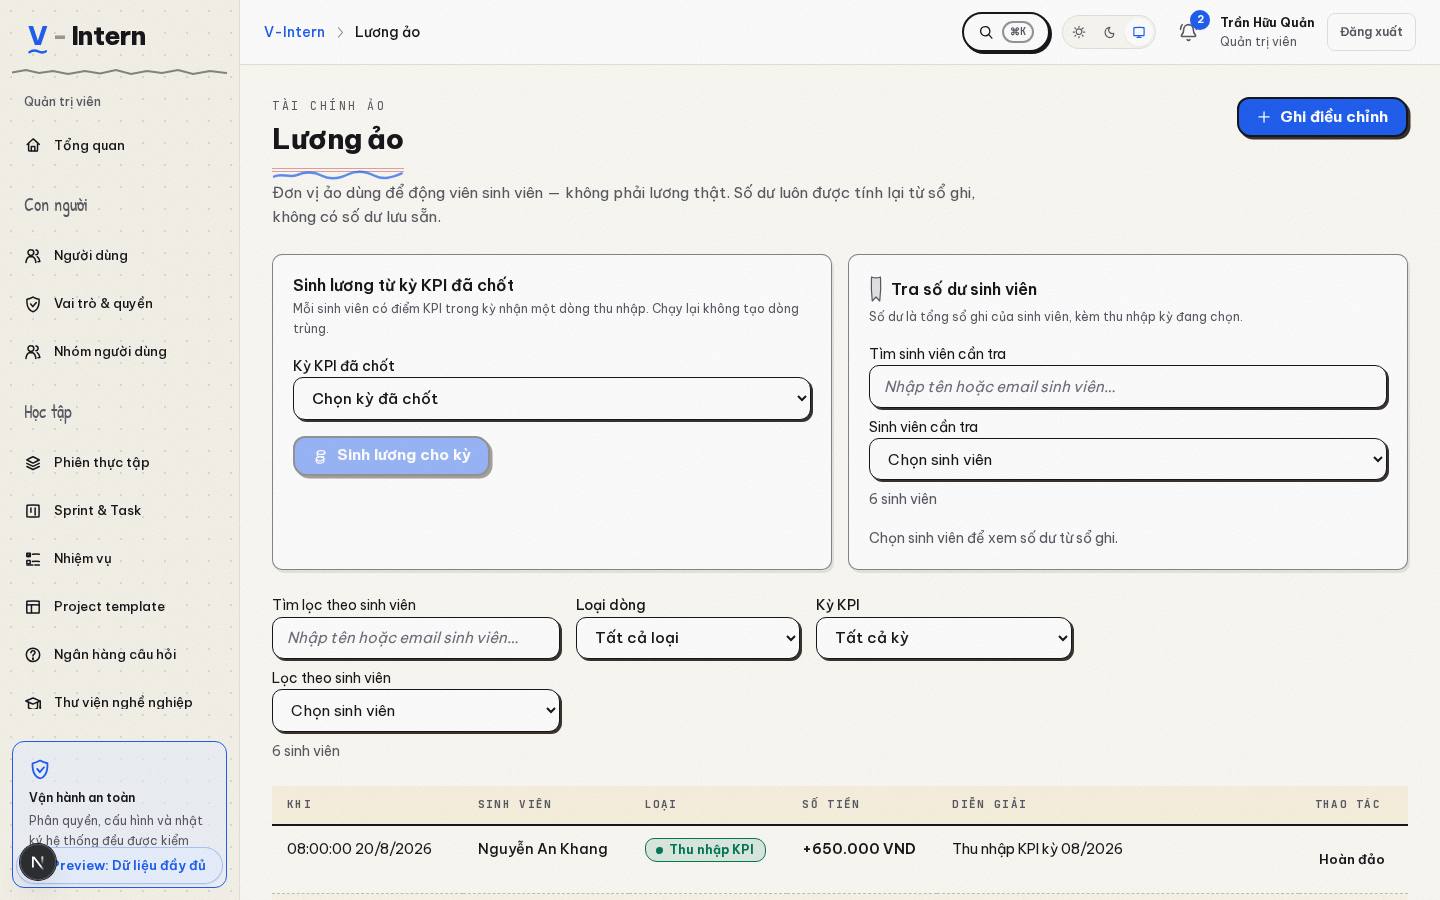 V - Intern
Quản trị viên
Tổng quan
Con người
Người dùng
Vai trò & quyền
Nhóm người dùng
Học tập
Phiên thực tập
Sprint & Task
Nhiệm vụ
Project template
Ngân hàng câu hỏi
Thư viện nghề nghiệp
Vận hành an toàn
Phân quyền, cấu hình và nhật
ký hệ thống đều được kiểm
N
Preview: Dữ liệu đầy đủ
V-Intern > Lương ảo
⌘K
2
Trần Hữu Quản
Quản trị viên
Đăng xuất
TÀI CHÍNH ẢO
Lương ảo
Đơn vị ảo dùng để động viên sinh viên — không phải lương thật. Số dư luôn được tính lại từ sổ ghi,
không có số dư lưu sẵn.
+ Ghi điều chỉnh
Sinh lương từ kỳ KPI đã chốt
Mỗi sinh viên có điểm KPI trong kỳ nhận một dòng thu nhập. Chạy lại không tạo dòng
trùng.
Kỳ KPI đã chốt
Chọn kỳ đã chốt
Sinh lương cho kỳ
Tra số dư sinh viên
Số dư là tổng sổ ghi của sinh viên, kèm thu nhập kỳ đang chọn.
Tìm sinh viên cần tra
Nhập tên hoặc email sinh viên...
Sinh viên cần tra
Chọn sinh viên
6 sinh viên
Chọn sinh viên để xem số dư từ sổ ghi.
Tìm lọc theo sinh viên
Nhập tên hoặc email sinh viên...
Loại dòng
Tất cả loại
Kỳ KPI
Tất cả kỳ
Lọc theo sinh viên
Chọn sinh viên
6 sinh viên
KHI SINH VIÊN LOẠI SỐ TIỀN DIỄN GIẢI THAO TÁC
08:00:00 20/8/2026 Nguyễn An Khang Thu nhập KPI +650.000 VND Thu nhập KPI kỳ 08/2026 Hoàn đảo